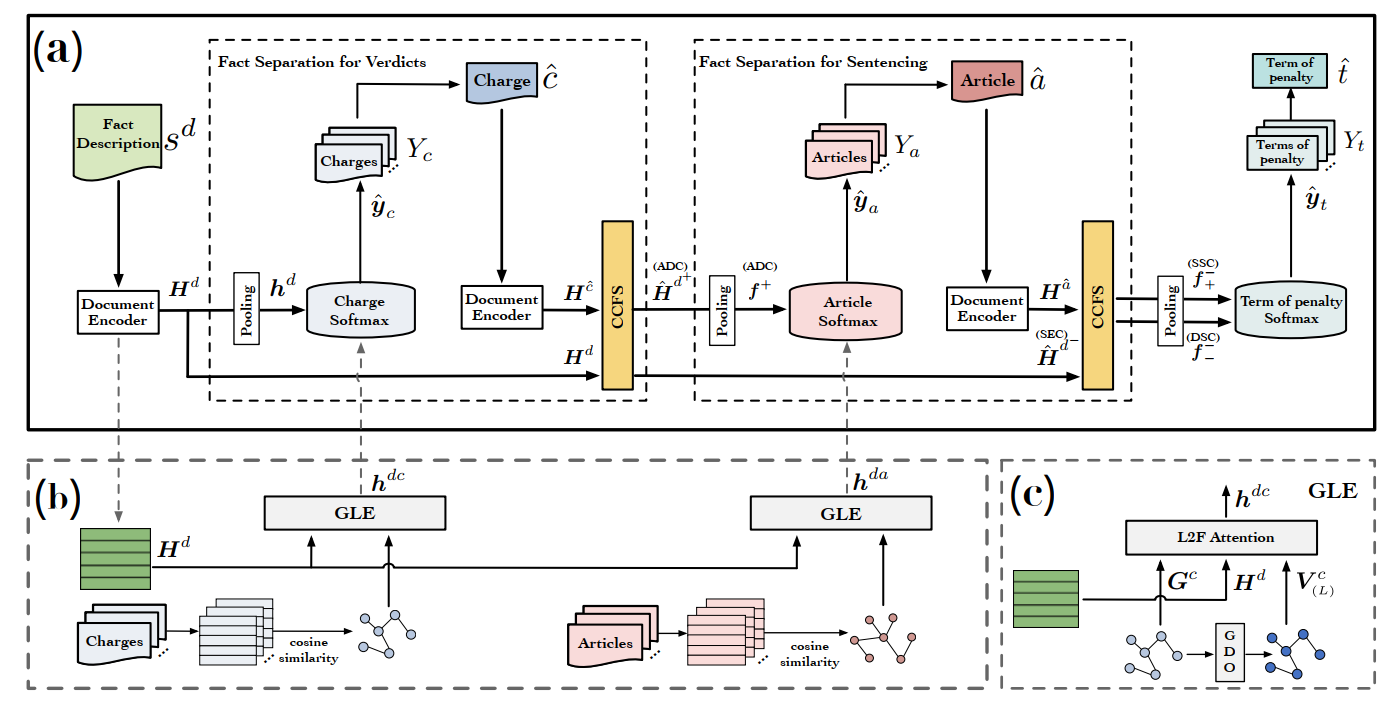 (a)
Fact Separation for Verdicts
Fact Separation for Sentencing
Fact
Description
s^d
Charge
ĉ
Article
â
Term of
penalty
t̂
Charges
Y_c
Articles
Y_a
Terms of
penalty
Y_t
ŷ_c
ŷ_a
ŷ_t
Document
Encoder
H^d
Pooling
h^d
Charge
Softmax
Document
Encoder
H^ĉ
H^d
CCFS
(ADC)
Ĥ^{d+}
Pooling
(ADC)
f^+
Article
Softmax
Document
Encoder
H^â
(SEC)
Ĥ^{d−}
CCFS
Pooling
(SSC)
f_+^−
(DSC)
f_−^−
Term of penalty
Softmax
(b)
h^{dc}
GLE
h^{da}
GLE
H^d
Charges
cosine
similarity
Articles
cosine
similarity
(c)
GLE
h^{dc}
L2F Attention
G^c
H^d
V^c_{(L)}
G
D
O